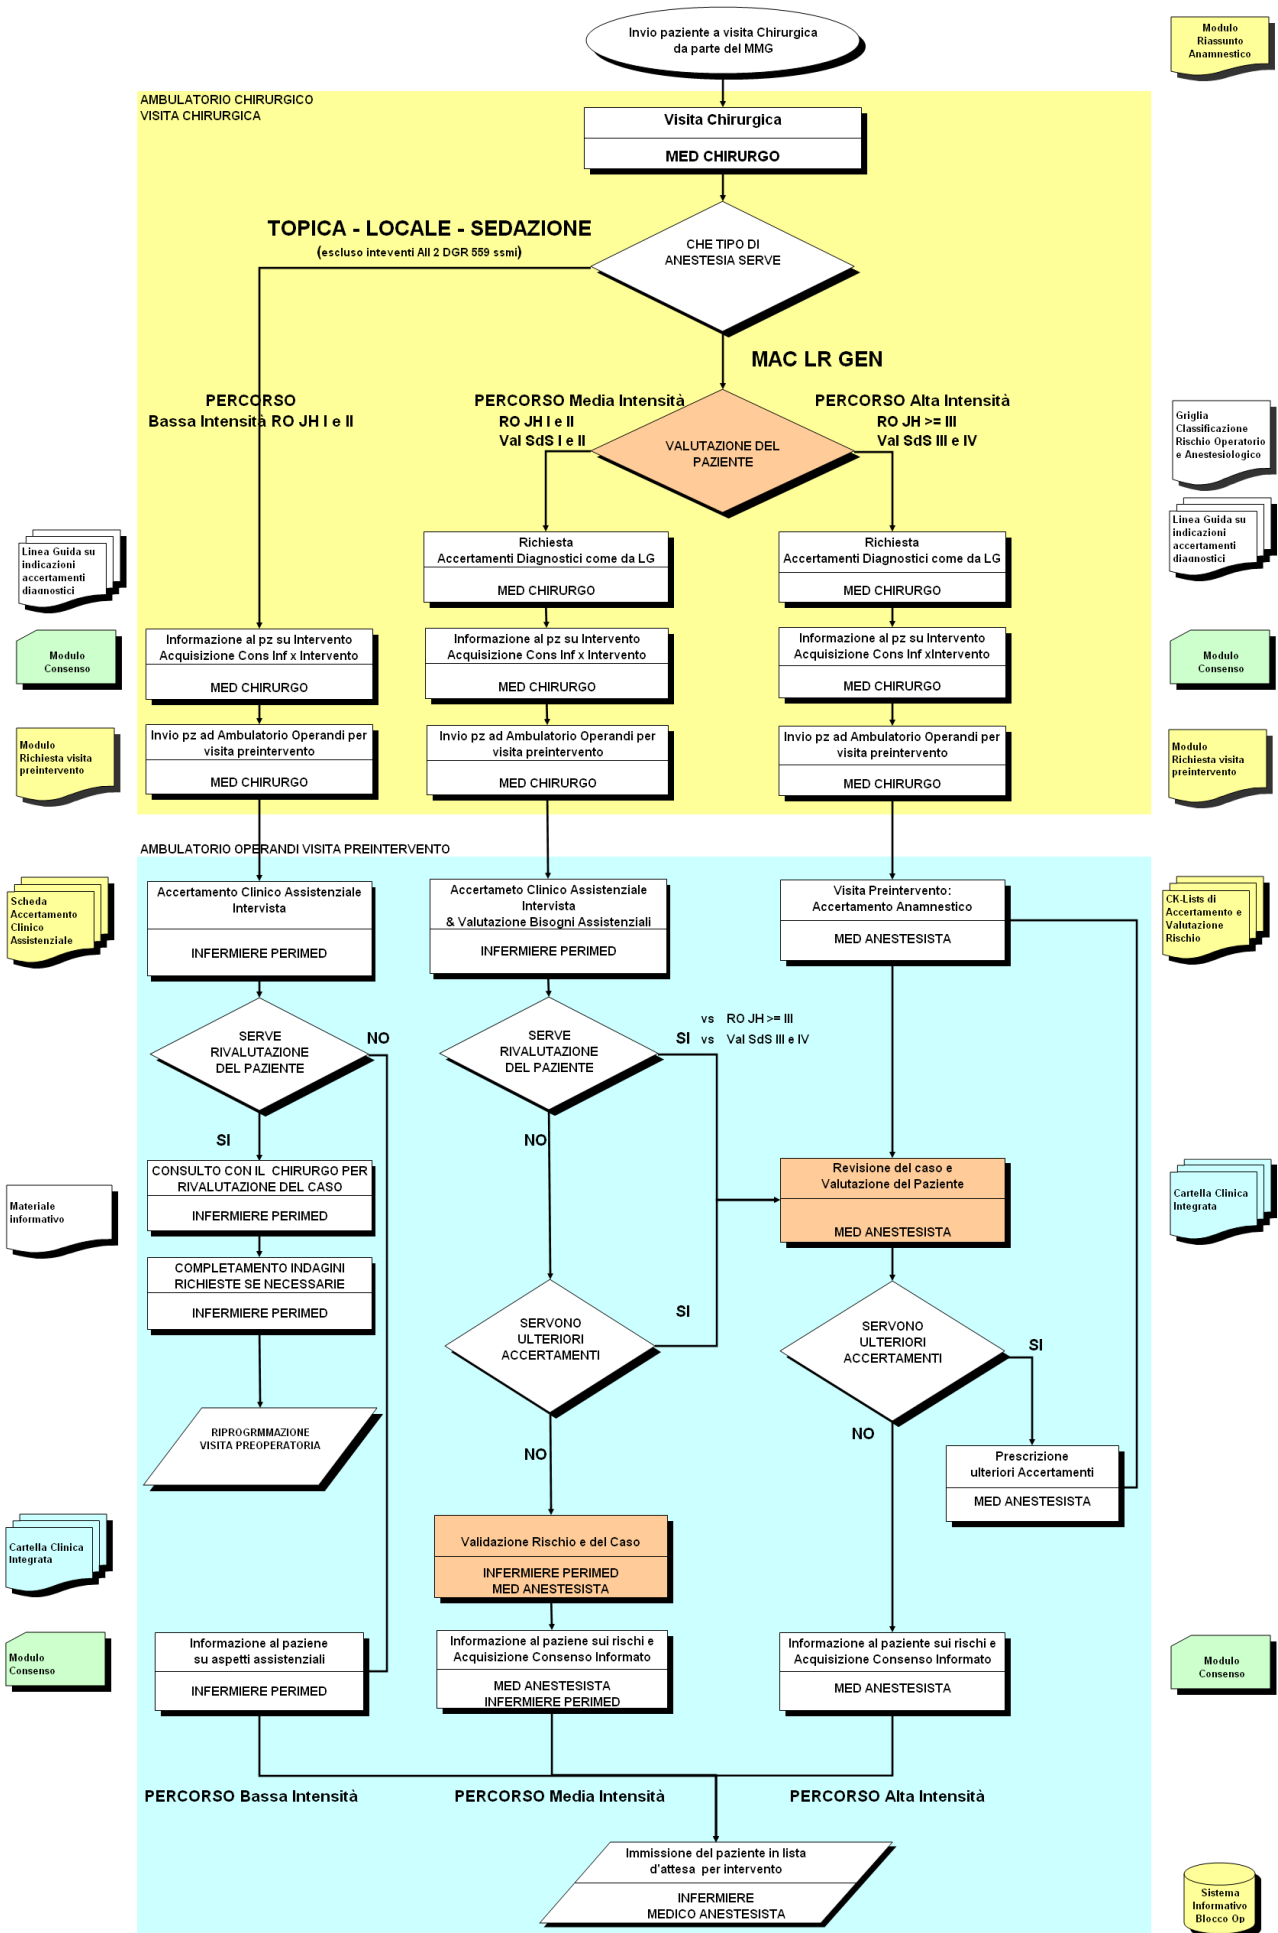 Invio paziente a visita Chirurgica
da parte del MMG
Modulo
Riassunto
Anamnestico
AMBULATORIO CHIRURGICO
VISITA CHIRURGICA
Visita Chirurgica
MED CHIRURGO
TOPICA - LOCALE - SEDAZIONE
(escluso inteventi All 2 DGR 559 ssmi)
CHE TIPO DI
ANESTESIA SERVE
MAC LR GEN
PERCORSO
Bassa Intensità RO JH I e II
PERCORSO Media Intensità
RO JH I e II
Val SdS I e II
PERCORSO Alta Intensità
RO JH >= III
Val SdS III e IV
VALUTAZIONE DEL
PAZIENTE
Griglia
Classificazione
Rischio Operatorio
e Anestesiologico
Linea Guida su
indicazioni
accertamenti
diagnostici
Richiesta
Accertamenti Diagnostici come da LG
MED CHIRURGO
Richiesta
Accertamenti Diagnostici come da LG
MED CHIRURGO
Linea Guida su
indicazioni
accertamenti
diagnostici
Modulo
Consenso
Informazione al pz su Intervento
Acquisizione Cons Inf x Intervento
MED CHIRURGO
Informazione al pz su Intervento
Acquisizione Cons Inf x Intervento
MED CHIRURGO
Informazione al pz su Intervento
Acquisizione Cons Inf xIntervento
MED CHIRURGO
Modulo
Consenso
Modulo
Richiesta visita
preintervento
Invio pz ad Ambulatorio Operandi per
visita preintervento
MED CHIRURGO
Invio pz ad Ambulatorio Operandi per
visita preintervento
MED CHIRURGO
Invio pz ad Ambulatorio Operandi per
visita preintervento
MED CHIRURGO
Modulo
Richiesta visita
preintervento
AMBULATORIO OPERANDI VISITA PREINTERVENTO
Scheda
Accertamento
Clinico
Assistenziale
Accertamento Clinico Assistenziale
Intervista
INFERMIERE PERIMED
Accertameto Clinico Assistenziale
Intervista
& Valutazione Bisogni Assistenziali
INFERMIERE PERIMED
Visita Preintervento:
Accertamento Anamnestico
MED ANESTESISTA
CK-Lists di
Accertamento e
Valutazione
Rischio
SERVE
RIVALUTAZIONE
DEL PAZIENTE
NO
SERVE
RIVALUTAZIONE
DEL PAZIENTE
SI
vs RO JH >= III
vs Val SdS III e IV
SI
NO
CONSULTO CON IL CHIRURGO PER
RIVALUTAZIONE DEL CASO
INFERMIERE PERIMED
Revisione del caso e
Valutazione del Paziente
MED ANESTESISTA
Materiale
informativo
Cartella Clinica
Integrata
COMPLETAMENTO INDAGINI
RICHIESTE SE NECESSARIE
INFERMIERE PERIMED
SERVONO
ULTERIORI
ACCERTAMENTI
SI
SERVONO
ULTERIORI
ACCERTAMENTI
SI
RIPROGRMMAZIONE
VISITA PREOPERATORIA
NO
NO
Prescrizione
ulteriori Accertamenti
MED ANESTESISTA
Cartella Clinica
Integrata
Validazione Rischio e del Caso
INFERMIERE PERIMED
MED ANESTESISTA
Modulo
Consenso
Informazione al paziene
su aspetti assistenziali
INFERMIERE PERIMED
Informazione al paziene sui rischi e
Acquisizione Consenso Informato
MED ANESTESISTA
INFERMIERE PERIMED
Informazione al paziente sui rischi e
Acquisizione Consenso Informato
MED ANESTESISTA
Modulo
Consenso
PERCORSO Bassa Intensità
PERCORSO Media Intensità
PERCORSO Alta Intensità
Immissione del paziente in lista
d'attesa per intervento
INFERMIERE
MEDICO ANESTESISTA
Sistema
Informativo
Blocco Op